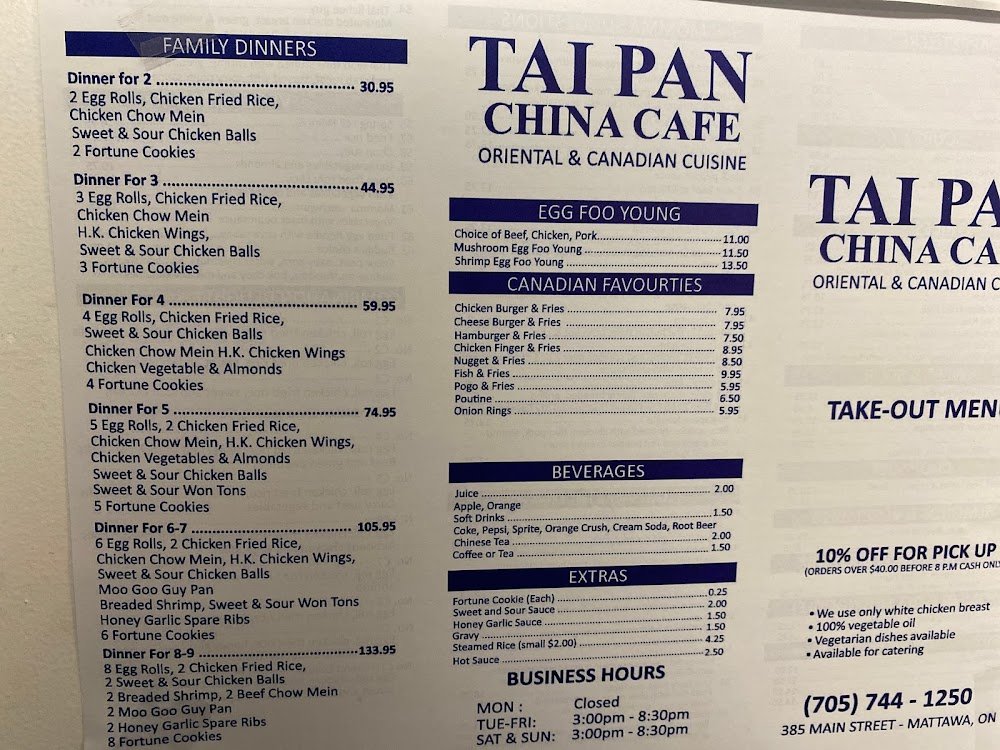 FAMILY DINNERS
Dinner for 2 ........ 30.95
2 Egg Rolls, Chicken Fried Rice,
Chicken Chow Mein
Sweet & Sour Chicken Balls
2 Fortune Cookies
Dinner For 3 ........ 44.95
3 Egg Rolls, Chicken Fried Rice,
Chicken Chow Mein
H.K. Chicken Wings,
Sweet & Sour Chicken Balls
3 Fortune Cookies
Dinner For 4 ........ 59.95
4 Egg Rolls, Chicken Fried Rice,
Sweet & Sour Chicken Balls
Chicken Chow Mein H.K. Chicken Wings
Chicken Vegetable & Almonds
4 Fortune Cookies
Dinner For 5 ........ 74.95
5 Egg Rolls, 2 Chicken Fried Rice,
Chicken Chow Mein, H.K. Chicken Wings,
Chicken Vegetables & Almonds
Sweet & Sour Chicken Balls
Sweet & Sour Won Tons
5 Fortune Cookies
Dinner For 6-7 ........ 105.95
6 Egg Rolls, 2 Chicken Fried Rice,
Chicken Chow Mein, H.K. Chicken Wings,
Sweet & Sour Chicken Balls
Moo Goo Guy Pan
Breaded Shrimp, Sweet & Sour Won Tons
Honey Garlic Spare Ribs
6 Fortune Cookies
Dinner For 8-9 ........ 133.95
8 Egg Rolls, 2 Chicken Fried Rice,
2 Sweet & Sour Chicken Balls
2 Breaded Shrimp, 2 Beef Chow Mein
2 Moo Goo Guy Pan
2 Honey Garlic Spare Ribs
8 Fortune Cookies
TAI PAN
CHINA CAFE
ORIENTAL & CANADIAN CUISINE
EGG FOO YOUNG
Choice of Beef, Chicken, Pork........ 11.00
Mushroom Egg Foo Young ........ 11.50
Shrimp Egg Foo Young ........ 13.50
CANADIAN FAVOURTIES
Chicken Burger & Fries ........ 7.95
Cheese Burger & Fries ........ 7.95
Hamburger & Fries ........ 7.50
Chicken Finger & Fries ........ 8.95
Nugget & Fries ........ 8.50
Fish & Fries ........ 9.95
Pogo & Fries ........ 5.95
Poutine ........ 6.50
Onion Rings ........ 5.95
BEVERAGES
Juice ........ 2.00
Apple, Orange
Soft Drinks ........ 1.50
Coke, Pepsi, Sprite, Orange Crush, Cream Soda, Root Beer
Chinese Tea ........ 2.00
Coffee or Tea ........ 1.50
EXTRAS
Fortune Cookie (Each) ........ 0.25
Sweet and Sour Sauce ........ 2.00
Honey Garlic Sauce ........ 1.50
Gravy ........ 1.50
Steamed Rice (small $2.00) ........ 4.25
Hot Sauce ........ 2.50
BUSINESS HOURS
MON : Closed
TUE-FRI: 3:00pm - 8:30pm
SAT & SUN: 3:00pm - 8:30pm
TAI PA
CHINA CA
ORIENTAL & CANADIAN C
TAKE-OUT MENU
10% OFF FOR PICK UP
(ORDERS OVER $40.00 BEFORE 8 P.M CASH ONLY
• We use only white chicken breast
• 100% vegetable oil
• Vegetarian dishes available
• Available for catering
(705) 744 - 1250
385 MAIN STREET - MATTAWA, ON